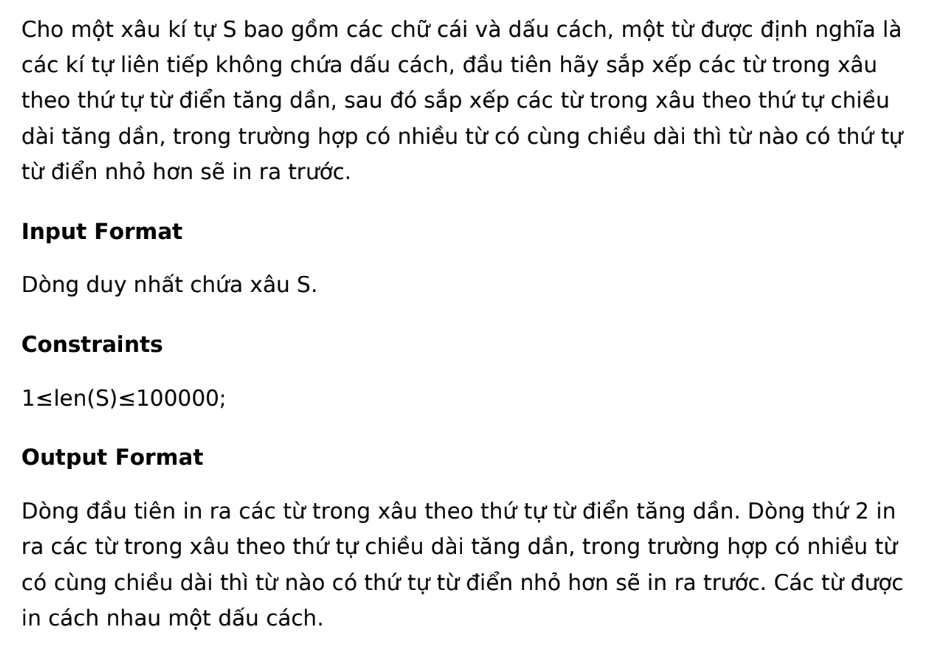 Cho một xâu kí tự S bao gồm các chữ cái và dấu cách, một từ được định nghĩa là
các kí tự liên tiếp không chứa dấu cách, đầu tiên hãy sắp xếp các từ trong xâu
theo thứ tự từ điển tăng dần, sau đó sắp xếp các từ trong xâu theo thứ tự chiều
dài tăng dần, trong trường hợp có nhiều từ có cùng chiều dài thì từ nào có thứ tự
từ điển nhỏ hơn sẽ in ra trước.
Input Format
Dòng duy nhất chứa xâu S.
Constraints
1≤len(S)≤100000;
Output Format
Dòng đầu tiên in ra các từ trong xâu theo thứ tự từ điển tăng dần. Dòng thứ 2 in
ra các từ trong xâu theo thứ tự chiều dài tăng dần, trong trường hợp có nhiều từ
có cùng chiều dài thì từ nào có thứ tự từ điển nhỏ hơn sẽ in ra trước. Các từ được
in cách nhau một dấu cách.